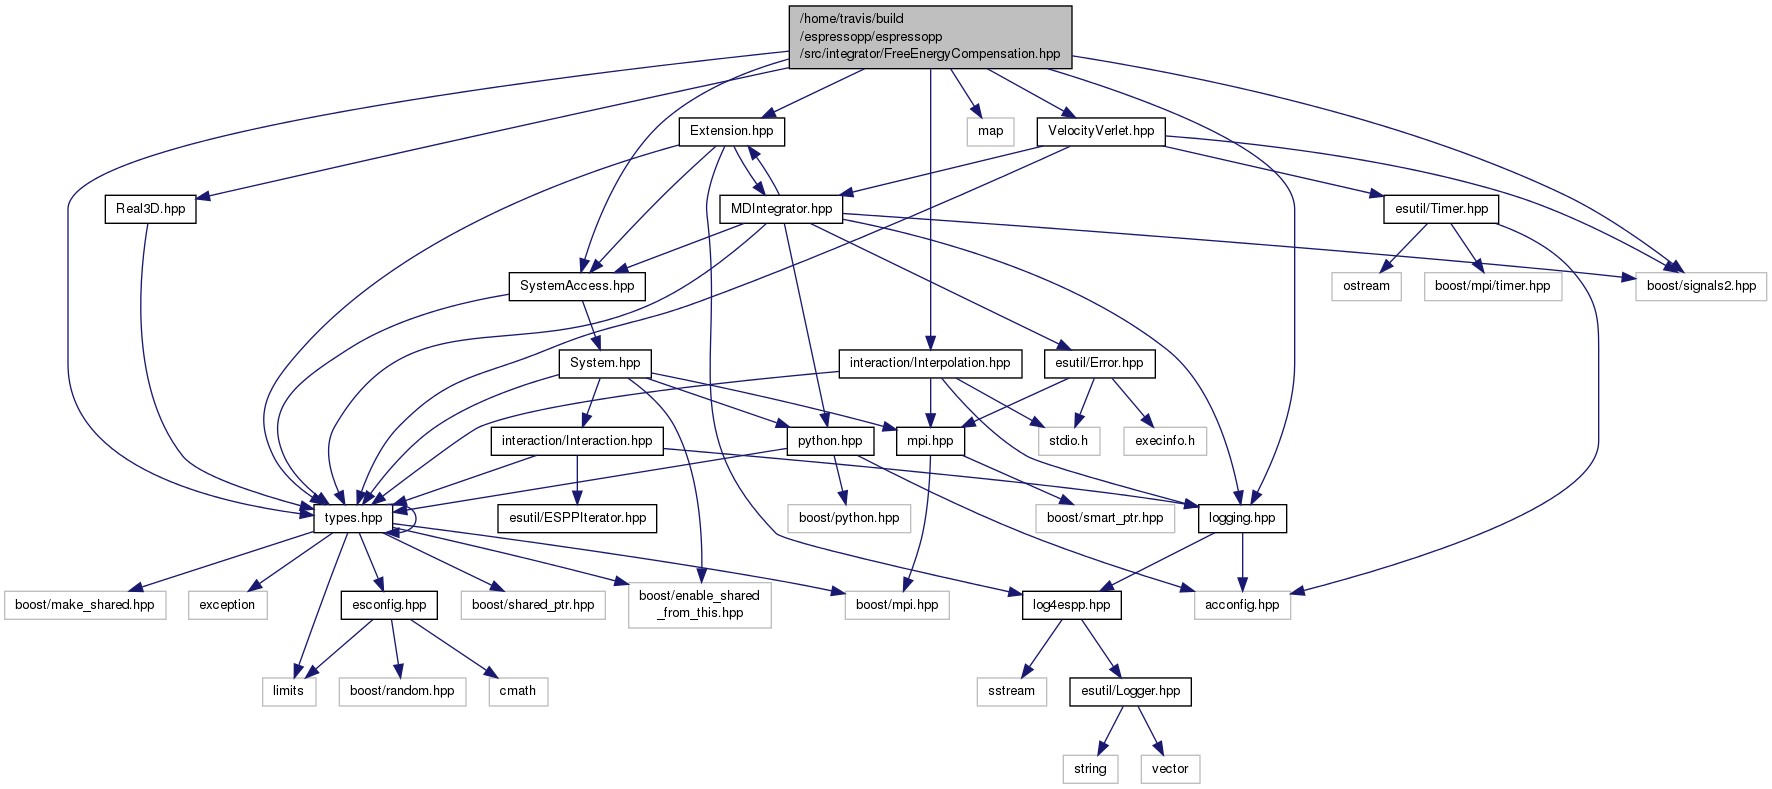 /home/travis/build
/espressopp/espressopp
/src/integrator/FreeEnergyCompensation.hpp
Extension.hpp
map
VelocityVerlet.hpp
Real3D.hpp
MDIntegrator.hpp
esutil/Timer.hpp
SystemAccess.hpp
ostream
boost/mpi/timer.hpp
boost/signals2.hpp
System.hpp
interaction/Interpolation.hpp
esutil/Error.hpp
interaction/Interaction.hpp
python.hpp
mpi.hpp
stdio.h
execinfo.h
types.hpp
esutil/ESPPIterator.hpp
boost/python.hpp
boost/smart_ptr.hpp
logging.hpp
boost/make_shared.hpp
exception
esconfig.hpp
boost/shared_ptr.hpp
boost/enable_shared
_from_this.hpp
boost/mpi.hpp
log4espp.hpp
acconfig.hpp
limits
boost/random.hpp
cmath
sstream
esutil/Logger.hpp
string
vector